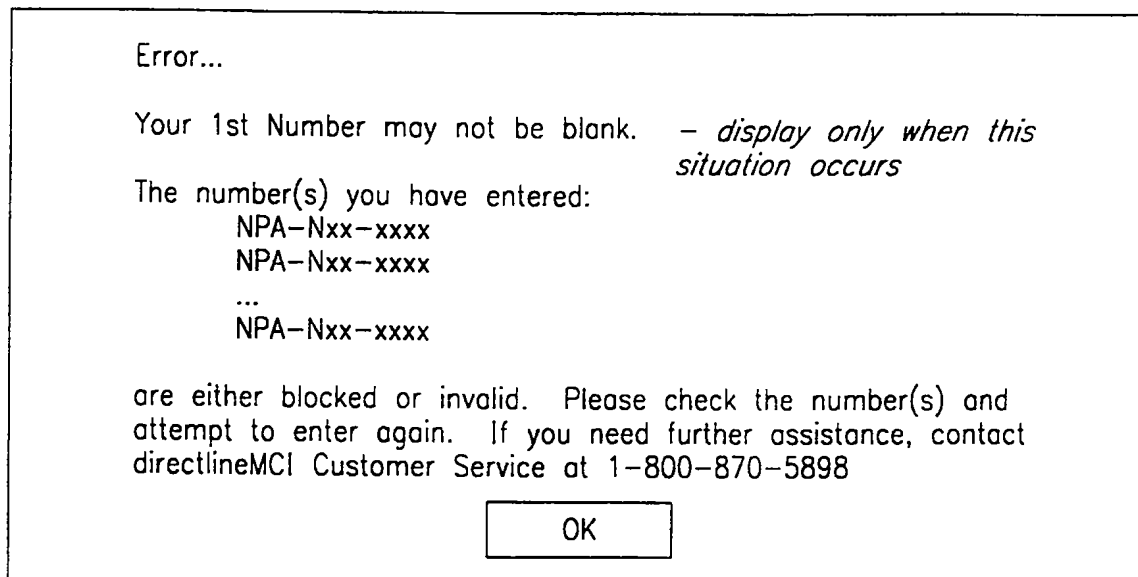 Error...
Your 1st Number may not be blank. – display only when this
situation occurs
The number(s) you have entered:
NPA–Nxx–xxxx
NPA–Nxx–xxxx
...
NPA–Nxx–xxxx
are either blocked or invalid. Please check the number(s) and
attempt to enter again. If you need further assistance, contact
directlineMCI Customer Service at 1–800–870–5898
OK